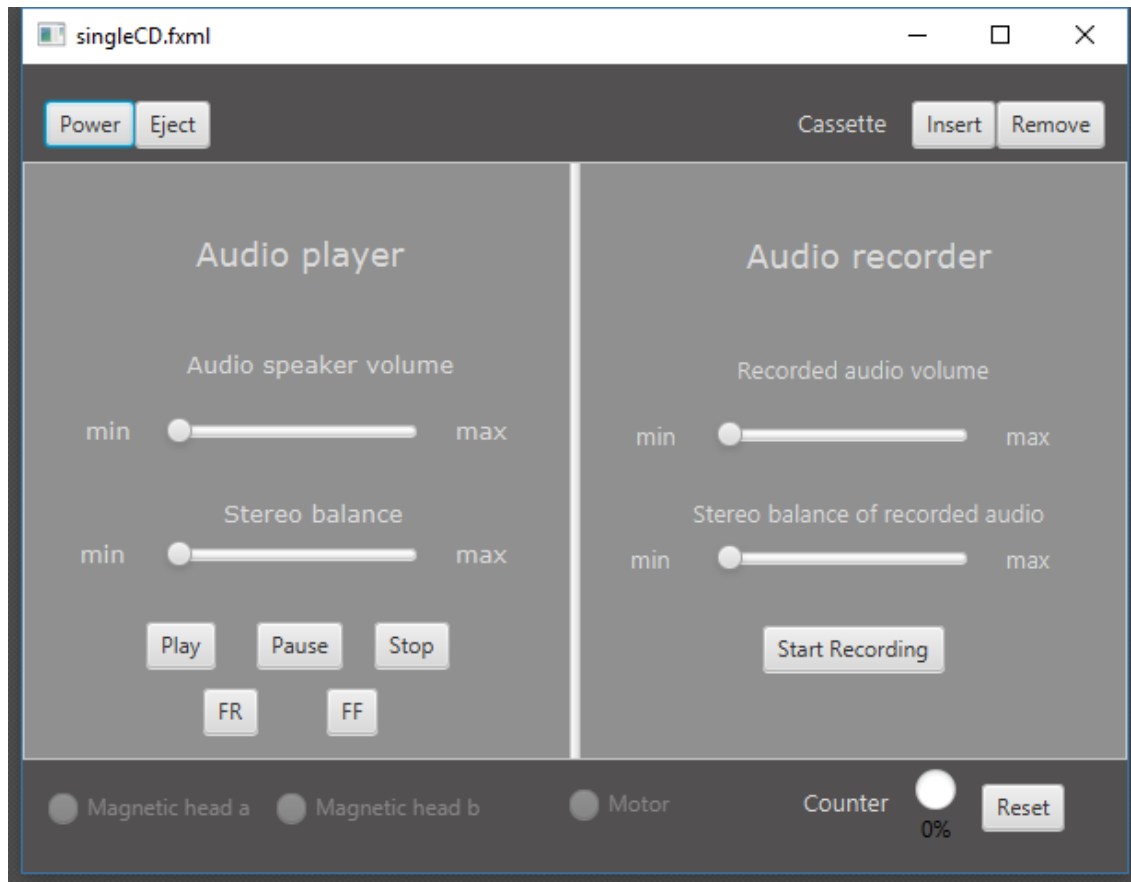 singleCD.fxml
Power Eject Cassette Insert Remove
Audio player
Audio speaker volume
min max
Stereo balance
min max
Play Pause Stop
FR FF
Audio recorder
Recorded audio volume
min max
Stereo balance of recorded audio
min max
Start Recording
Magnetic head a Magnetic head b Motor Counter 0% Reset